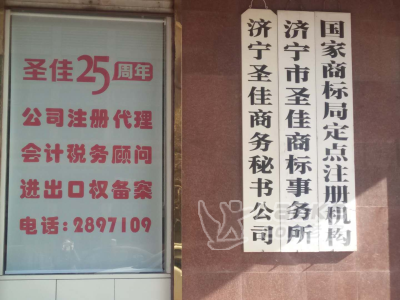 圣佳25周年
公司注册代理
会计税务顾问
进出口权备案
电话:2897109
国家商标局定点注册机构
济宁市圣佳商标事务所
济宁圣佳商务秘书公司